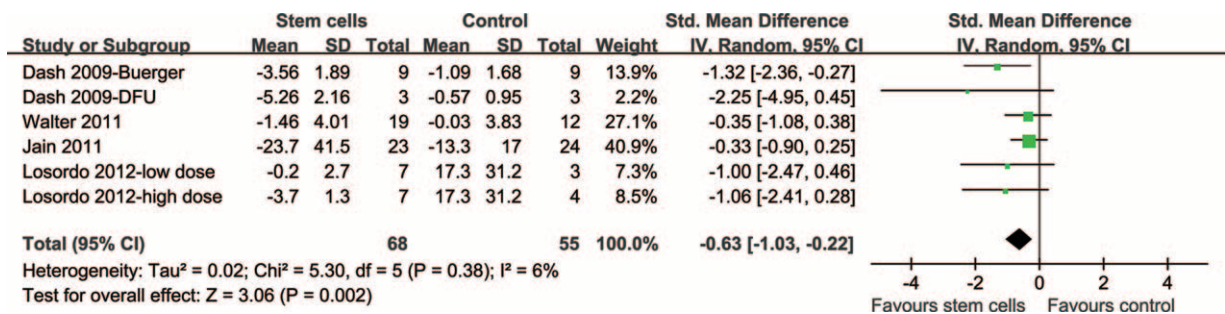 Stem cells Control Std. Mean Difference Std. Mean Difference
Study or Subgroup Mean SD Total Mean SD Total Weight IV. Random. 95% CI IV. Random. 95% CI
Dash 2009-Buerger -3.56 1.89 9 -1.09 1.68 9 13.9% -1.32 [-2.36, -0.27]
Dash 2009-DFU -5.26 2.16 3 -0.57 0.95 3 2.2% -2.25 [-4.95, 0.45]
Walter 2011 -1.46 4.01 19 -0.03 3.83 12 27.1% -0.35 [-1.08, 0.38]
Jain 2011 -23.7 41.5 23 -13.3 17 24 40.9% -0.33 [-0.90, 0.25]
Losordo 2012-low dose -0.2 2.7 7 17.3 31.2 3 7.3% -1.00 [-2.47, 0.46]
Losordo 2012-high dose -3.7 1.3 7 17.3 31.2 4 8.5% -1.06 [-2.41, 0.28]
Total (95% CI) 68 55 100.0% -0.63 [-1.03, -0.22]
Heterogeneity: Tau² = 0.02; Chi² = 5.30, df = 5 (P = 0.38); I² = 6%
Test for overall effect: Z = 3.06 (P = 0.002)
-4 -2 0 2 4
Favours stem cells Favours control